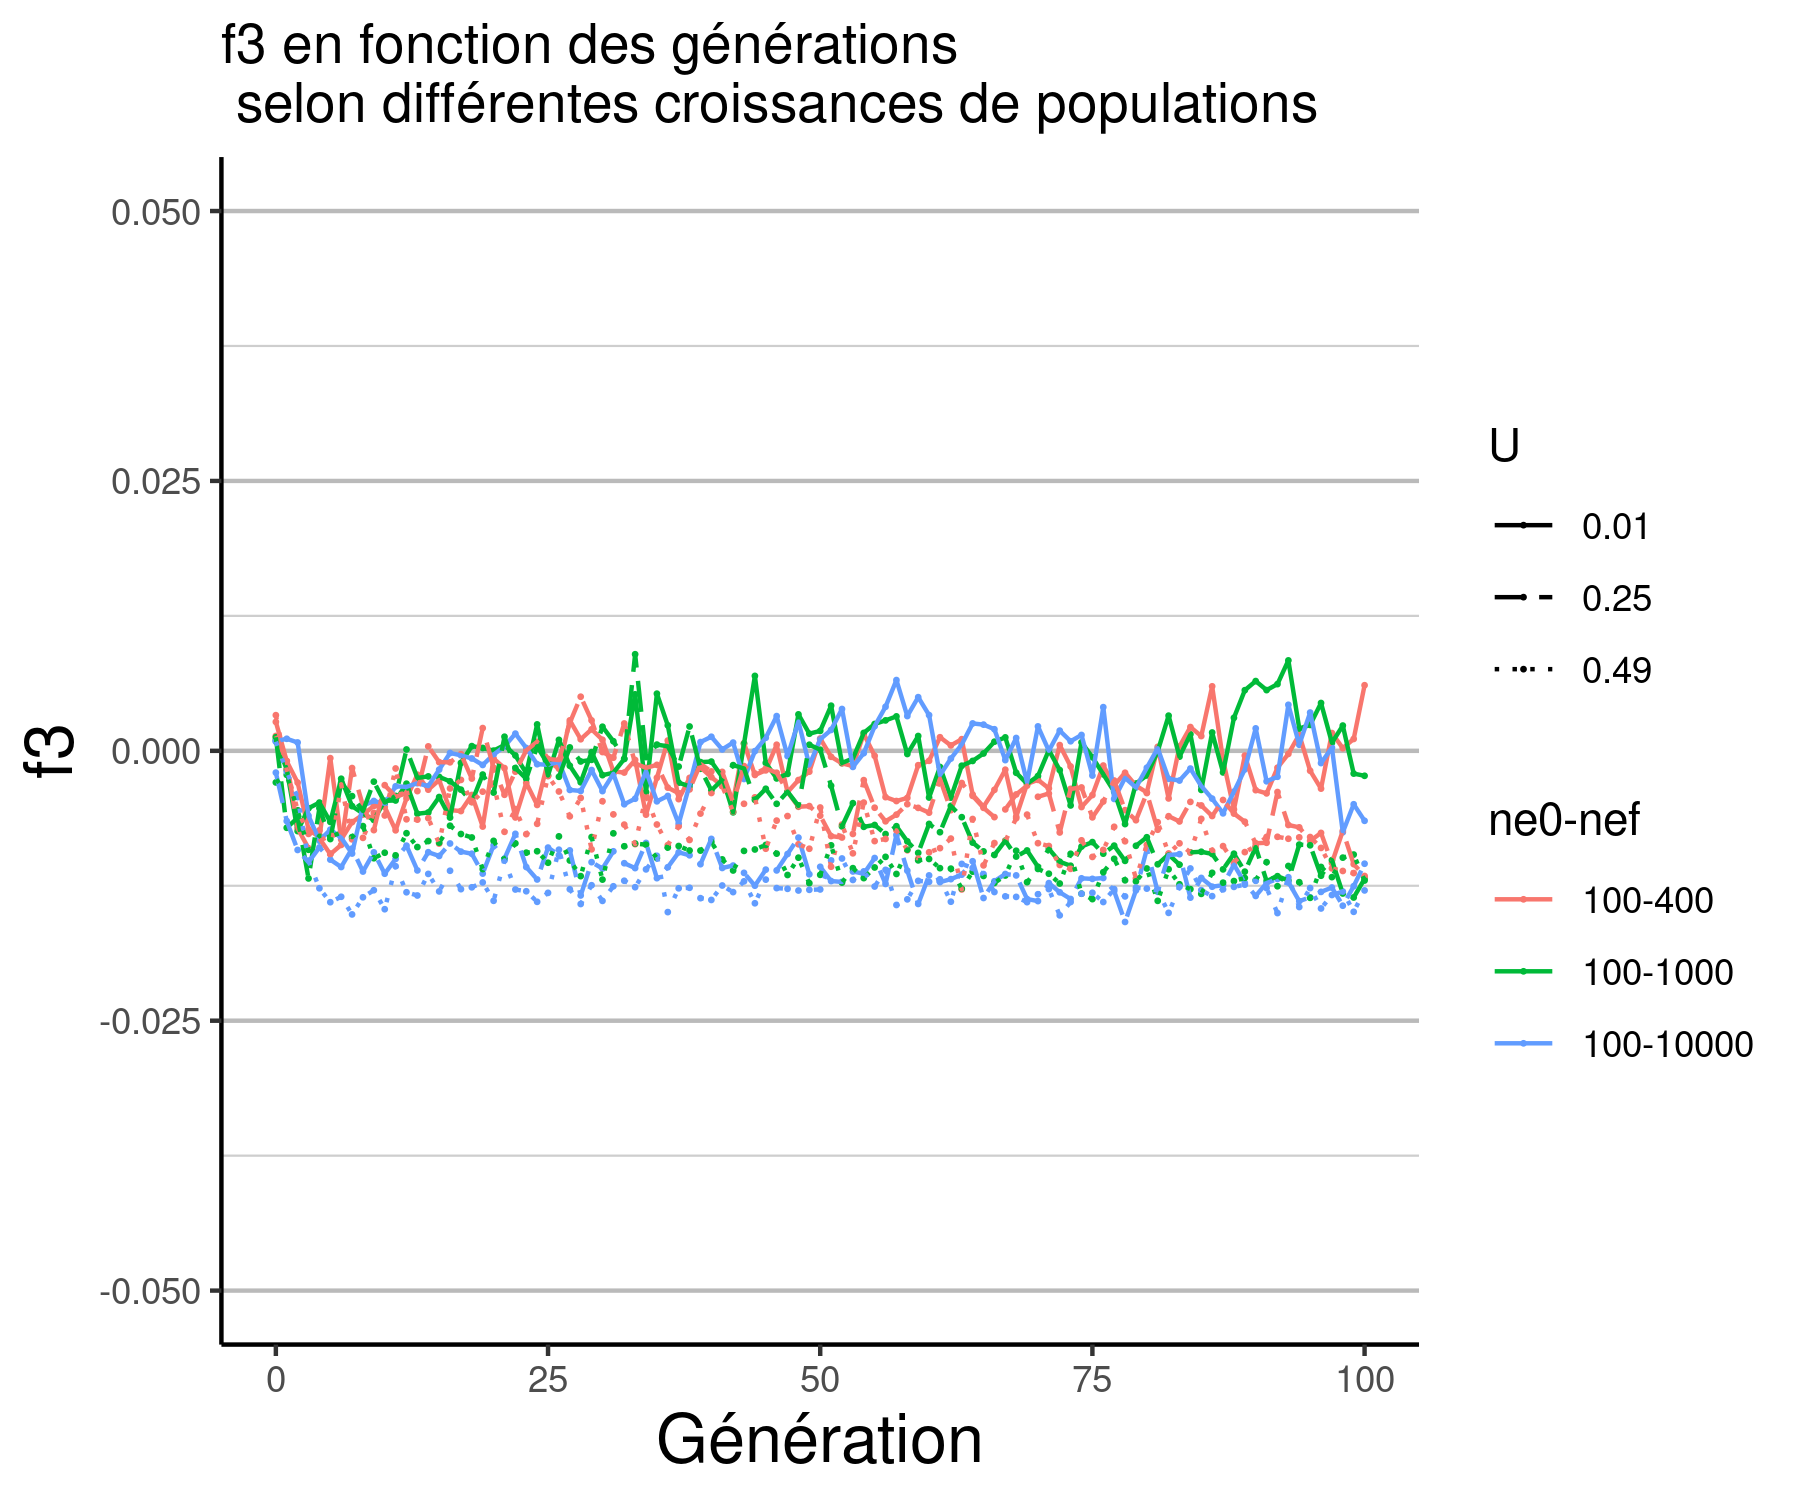 f3 en fonction des générations
selon différentes croissances de populations
0.050
0.025
0.000
-0.025
-0.050
f3
0
25
50
75
100
Génération
U
0.01
0.25
0.49
ne0-nef
100-400
100-1000
100-10000